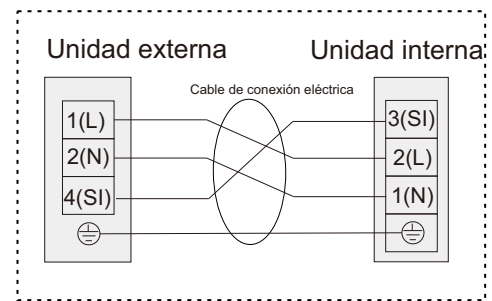 Unidad externa
Unidad interna
Cable de conexión eléctrica
1(L)
2(N)
4(SI)
3(SI)
2(L)
1(N)